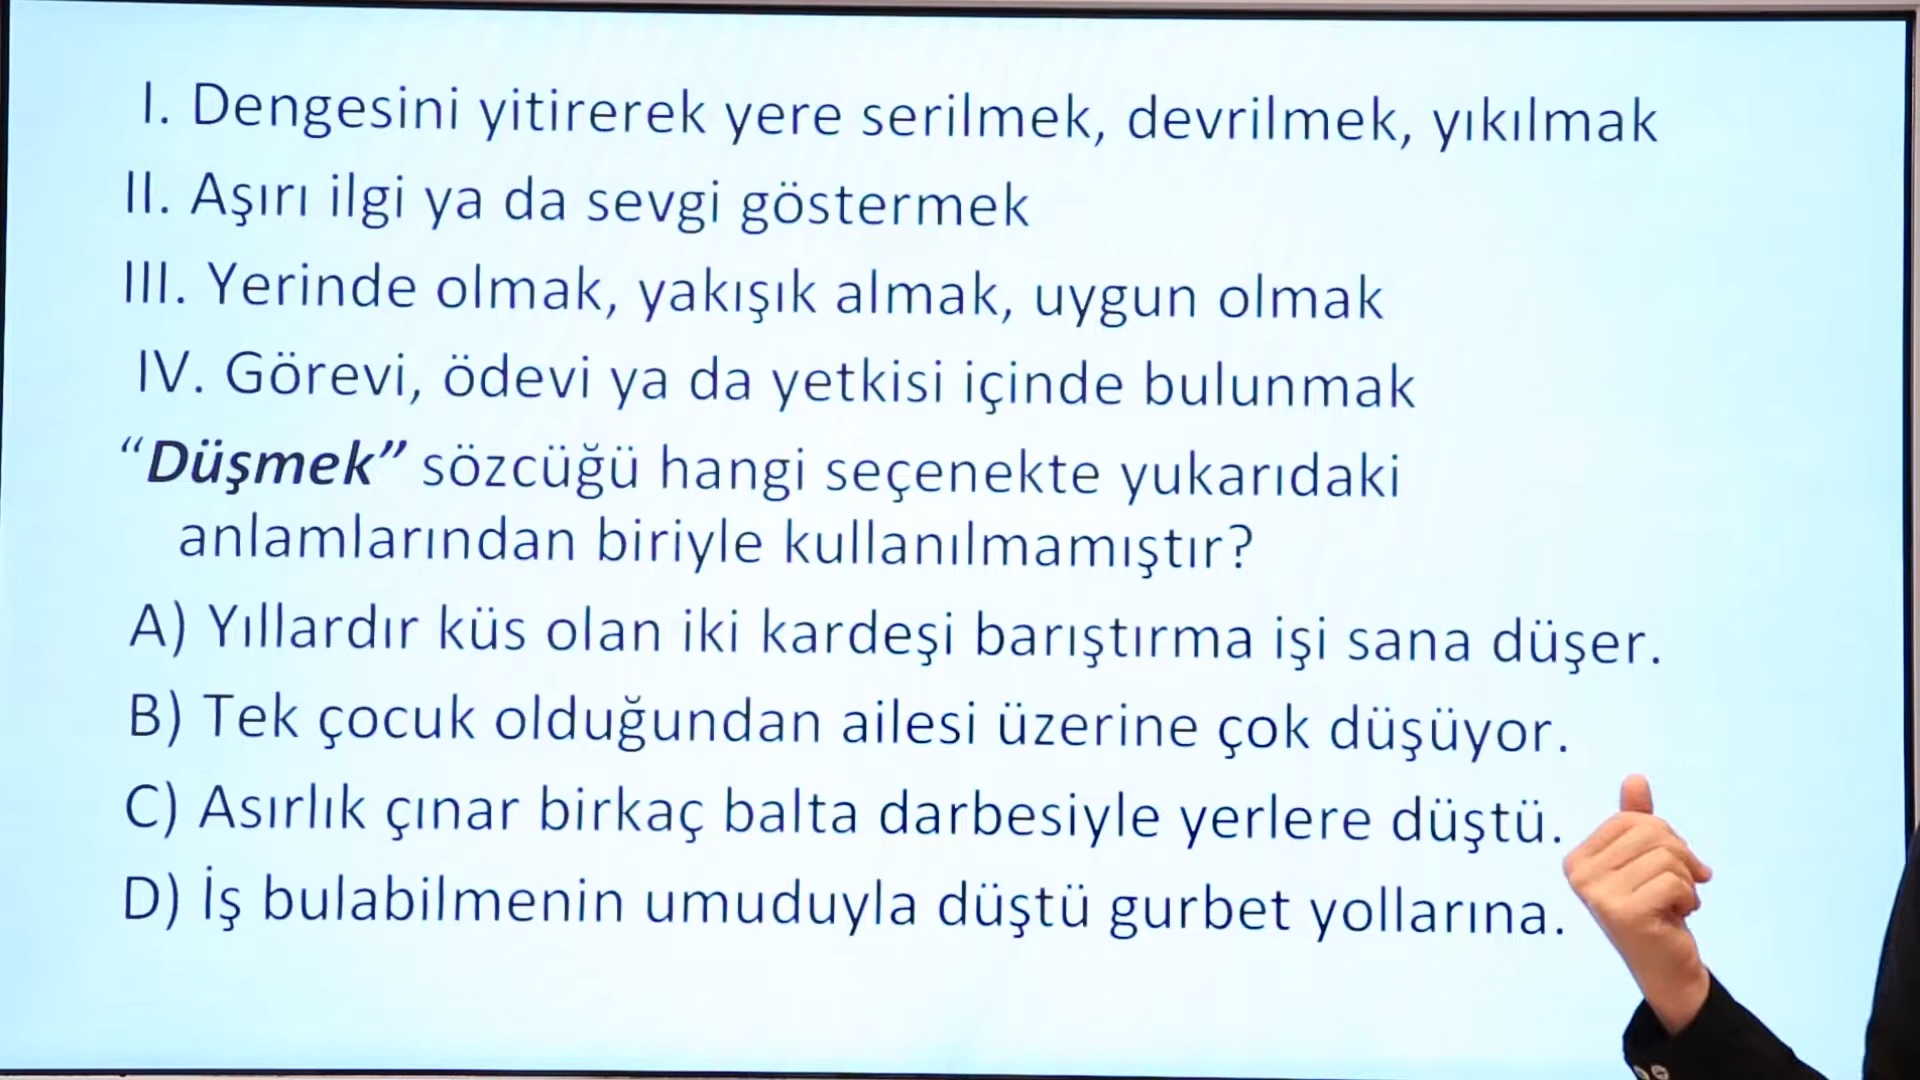 I. Dengesini yitirerek yere serilmek, devrilmek, yıkılmak
II. Aşırı ilgi ya da sevgi göstermek
III. Yerinde olmak, yakışık almak, uygun olmak
IV. Görevi, ödevi ya da yetkisi içinde bulunmak
“Düşmek” sözcüğü hangi seçenekte yukarıdaki
anlamlarından biriyle kullanılmamıştır?
A) Yıllardır küs olan iki kardeşi barıştırma işi sana düşer.
B) Tek çocuk olduğundan ailesi üzerine çok düşüyor.
C) Asırlık çınar birkaç balta darbesiyle yerlere düştü.
D) İş bulabilmenin umuduyla düştü gurbet yollarına.